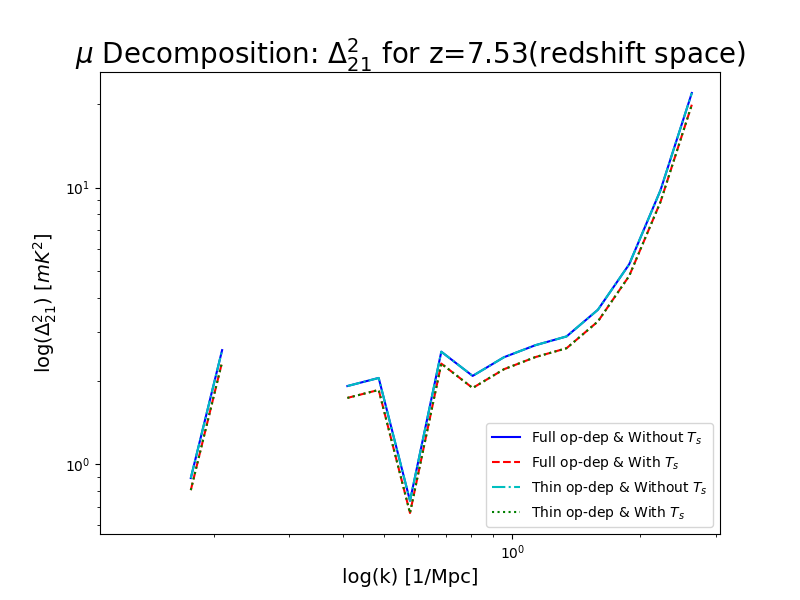 μ Decomposition: Δ²₂₁ for z=7.53(redshift space)
log(Δ²₂₁) [mK²]
10¹
10⁰
Full op-dep & Without Tₛ
Full op-dep & With Tₛ
Thin op-dep & Without Tₛ
Thin op-dep & With Tₛ
10⁰
log(k) [1/Mpc]